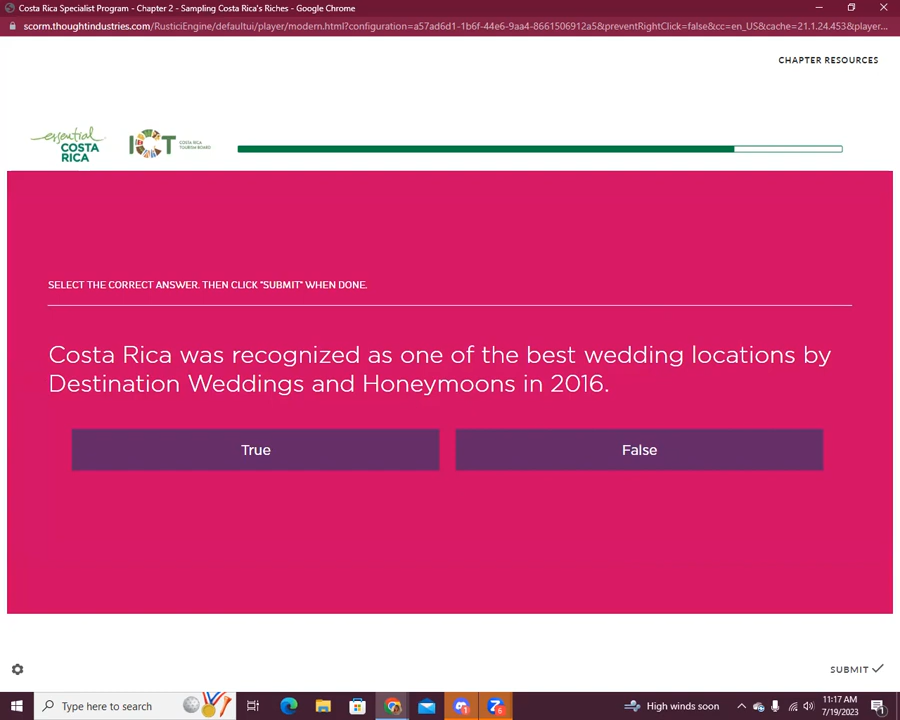 Costa Rica Specialist Program - Chapter 2 - Sampling Costa Rica's Riches - Google Chrome
scorm.thoughtindustries.com/RusticiEngine/defaultui/player/modern.html?configuration=a57ad6d1-1b6f-44e6-9aa4-8661506912a5&preventRightClick=false&cc=en_US&cache=21.1.24.453&player...
CHAPTER RESOURCES
essential
COSTA
RICA
ICT
COSTA RICA
TOURISM BOARD
SELECT THE CORRECT ANSWER. THEN CLICK "SUBMIT" WHEN DONE.
Costa Rica was recognized as one of the best wedding locations by
Destination Weddings and Honeymoons in 2016.
True
False
SUBMIT
Type here to search
High winds soon
11:17 AM
7/19/2023